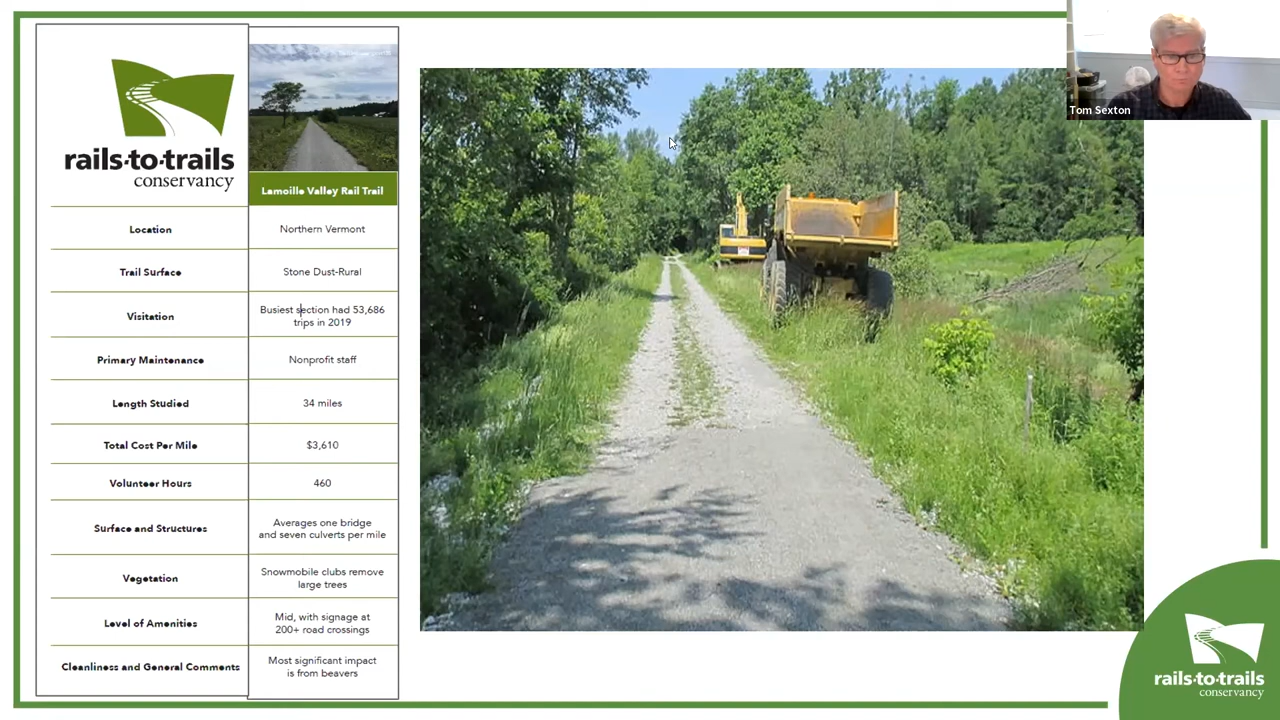 rails·to·trails
conservancy
Lamoille Valley Rail Trail
Location
Northern Vermont
Trail Surface
Stone Dust-Rural
Visitation
Busiest section had 53,686
trips in 2019
Primary Maintenance
Nonprofit staff
Length Studied
34 miles
Total Cost Per Mile
$3,610
Volunteer Hours
460
Surface and Structures
Averages one bridge
and seven culverts per mile
Vegetation
Snowmobile clubs remove
large trees
Level of Amenities
Mid, with signage at
200+ road crossings
Cleanliness and General Comments
Most significant impact
is from beavers
Tom Sexton
rails·to·trails
conservancy